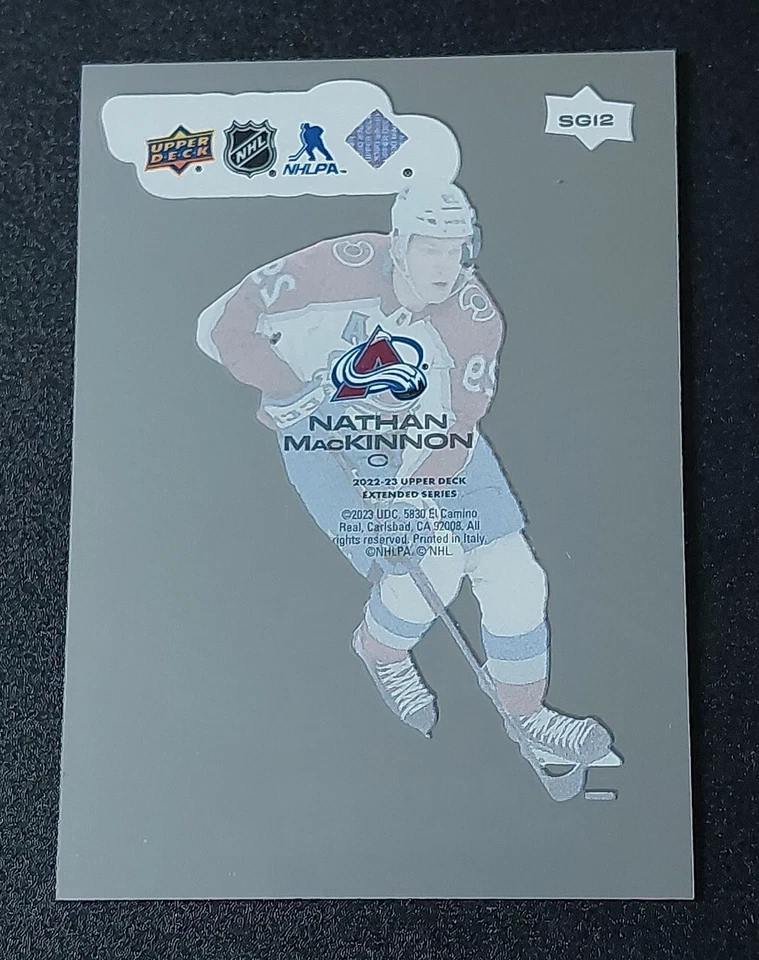 UPPER
D·E·C·K
NHL
NHLPA
SG12
A
29
NATHAN
MacKINNON
C
2022-23 UPPER DECK
EXTENDED SERIES
©2023 UDC, 5830 El Camino
Real, Carlsbad, CA 92008. All
rights reserved. Printed in Italy.
©NHLPA. ©NHL.